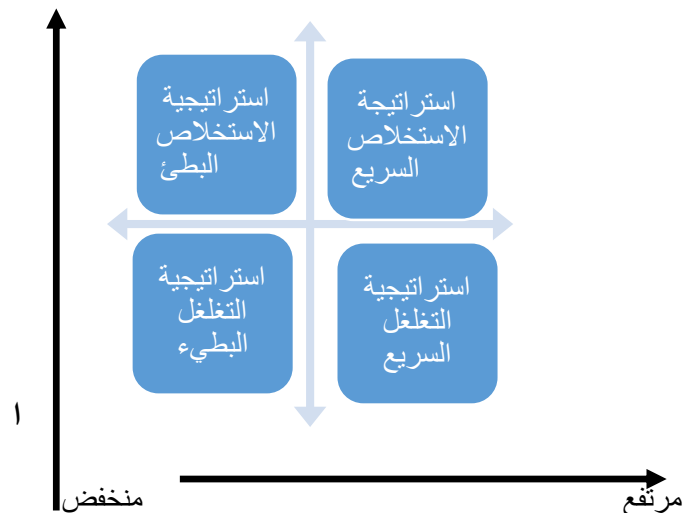 استراتيجة
الاستخلاص
السريع
استراتيجية
الاستخلاص
البطئ
استراتيجية
التغلغل
السريع
استراتيجية
التغلغل
البطيء
ا
مرتفع
منخفض